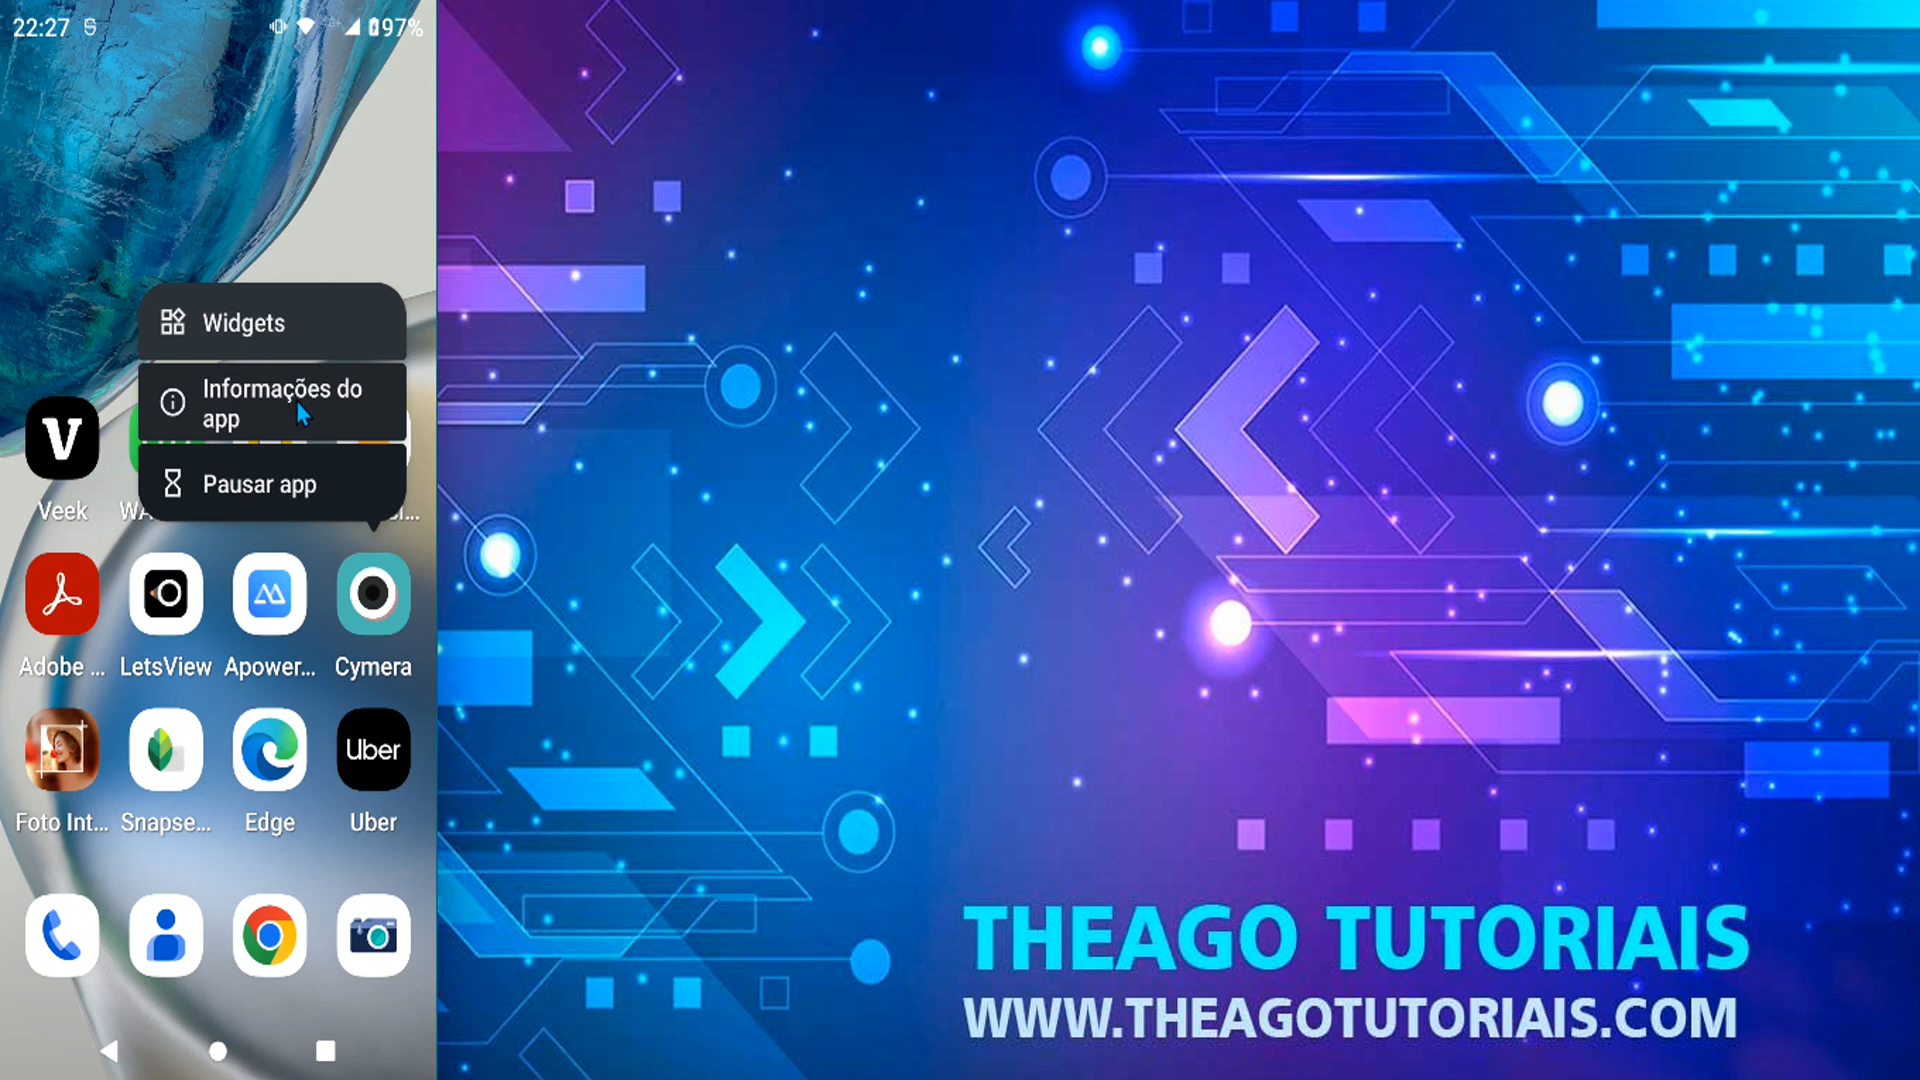 22:27
97%
Widgets
Informações do
app
Pausar app
V
Veek
Adobe ...
LetsView
Apower...
Cymera
Uber
Foto Int...
Snapse...
Edge
Uber
THEAGO TUTORIAIS
WWW.THEAGOTUTORIAIS.COM